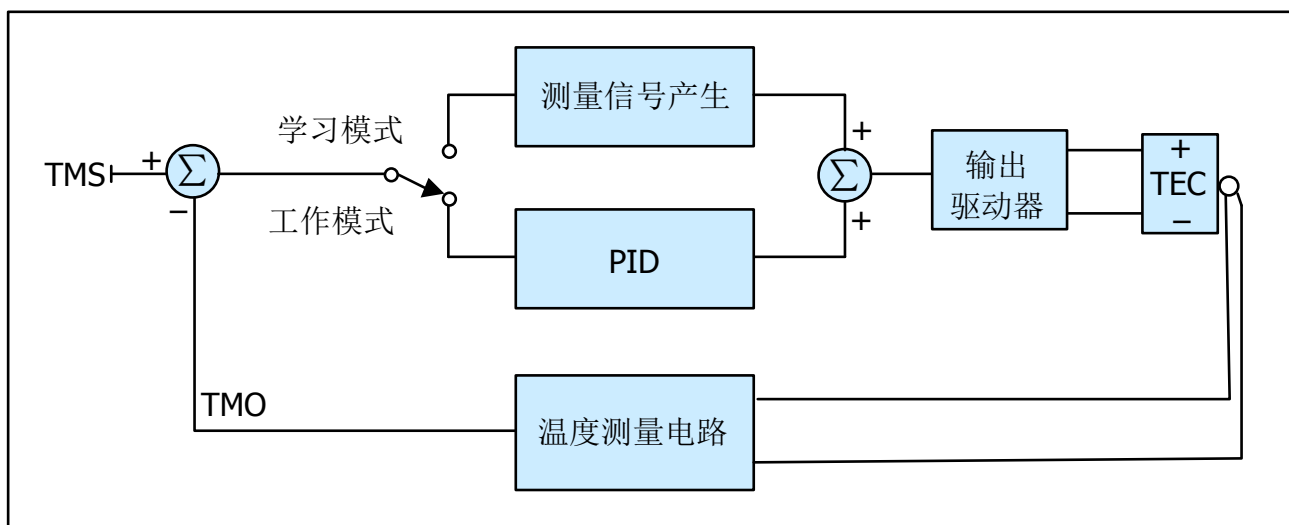 测量信号产生
学习模式
+
TMS
+
Σ
−
工作模式
PID
+
Σ
+
输出
驱动器
+
TEC
−
TMO
温度测量电路